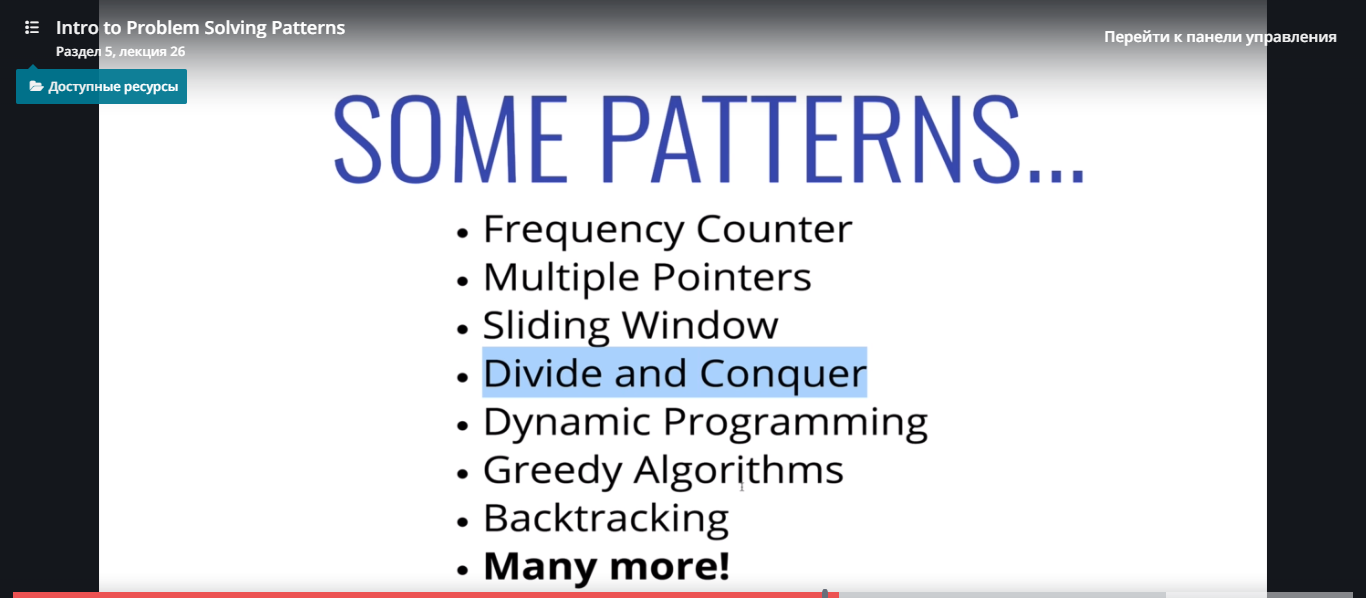 Intro to Problem Solving Patterns
Перейти к панели управления
Раздел 5, лекция 26
Доступные ресурсы
SOME PATTERNS...
• Frequency Counter
• Multiple Pointers
• Sliding Window
• Divide and Conquer
• Dynamic Programming
• Greedy Algorithms
• Backtracking
• Many more!